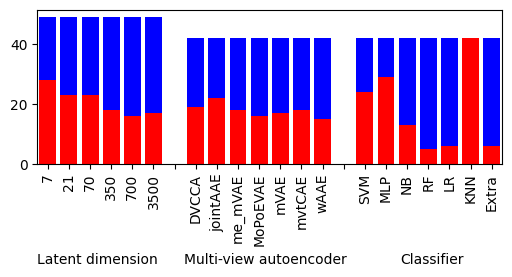 40
20
0
7
21
70
350
700
3500
DVCCA
jointAAE
me_mVAE
MoPoEVAE
mVAE
mvtCAE
wAAE
SVM
MLP
NB
RF
LR
KNN
Extra
Latent dimension
Multi-view autoencoder
Classifier